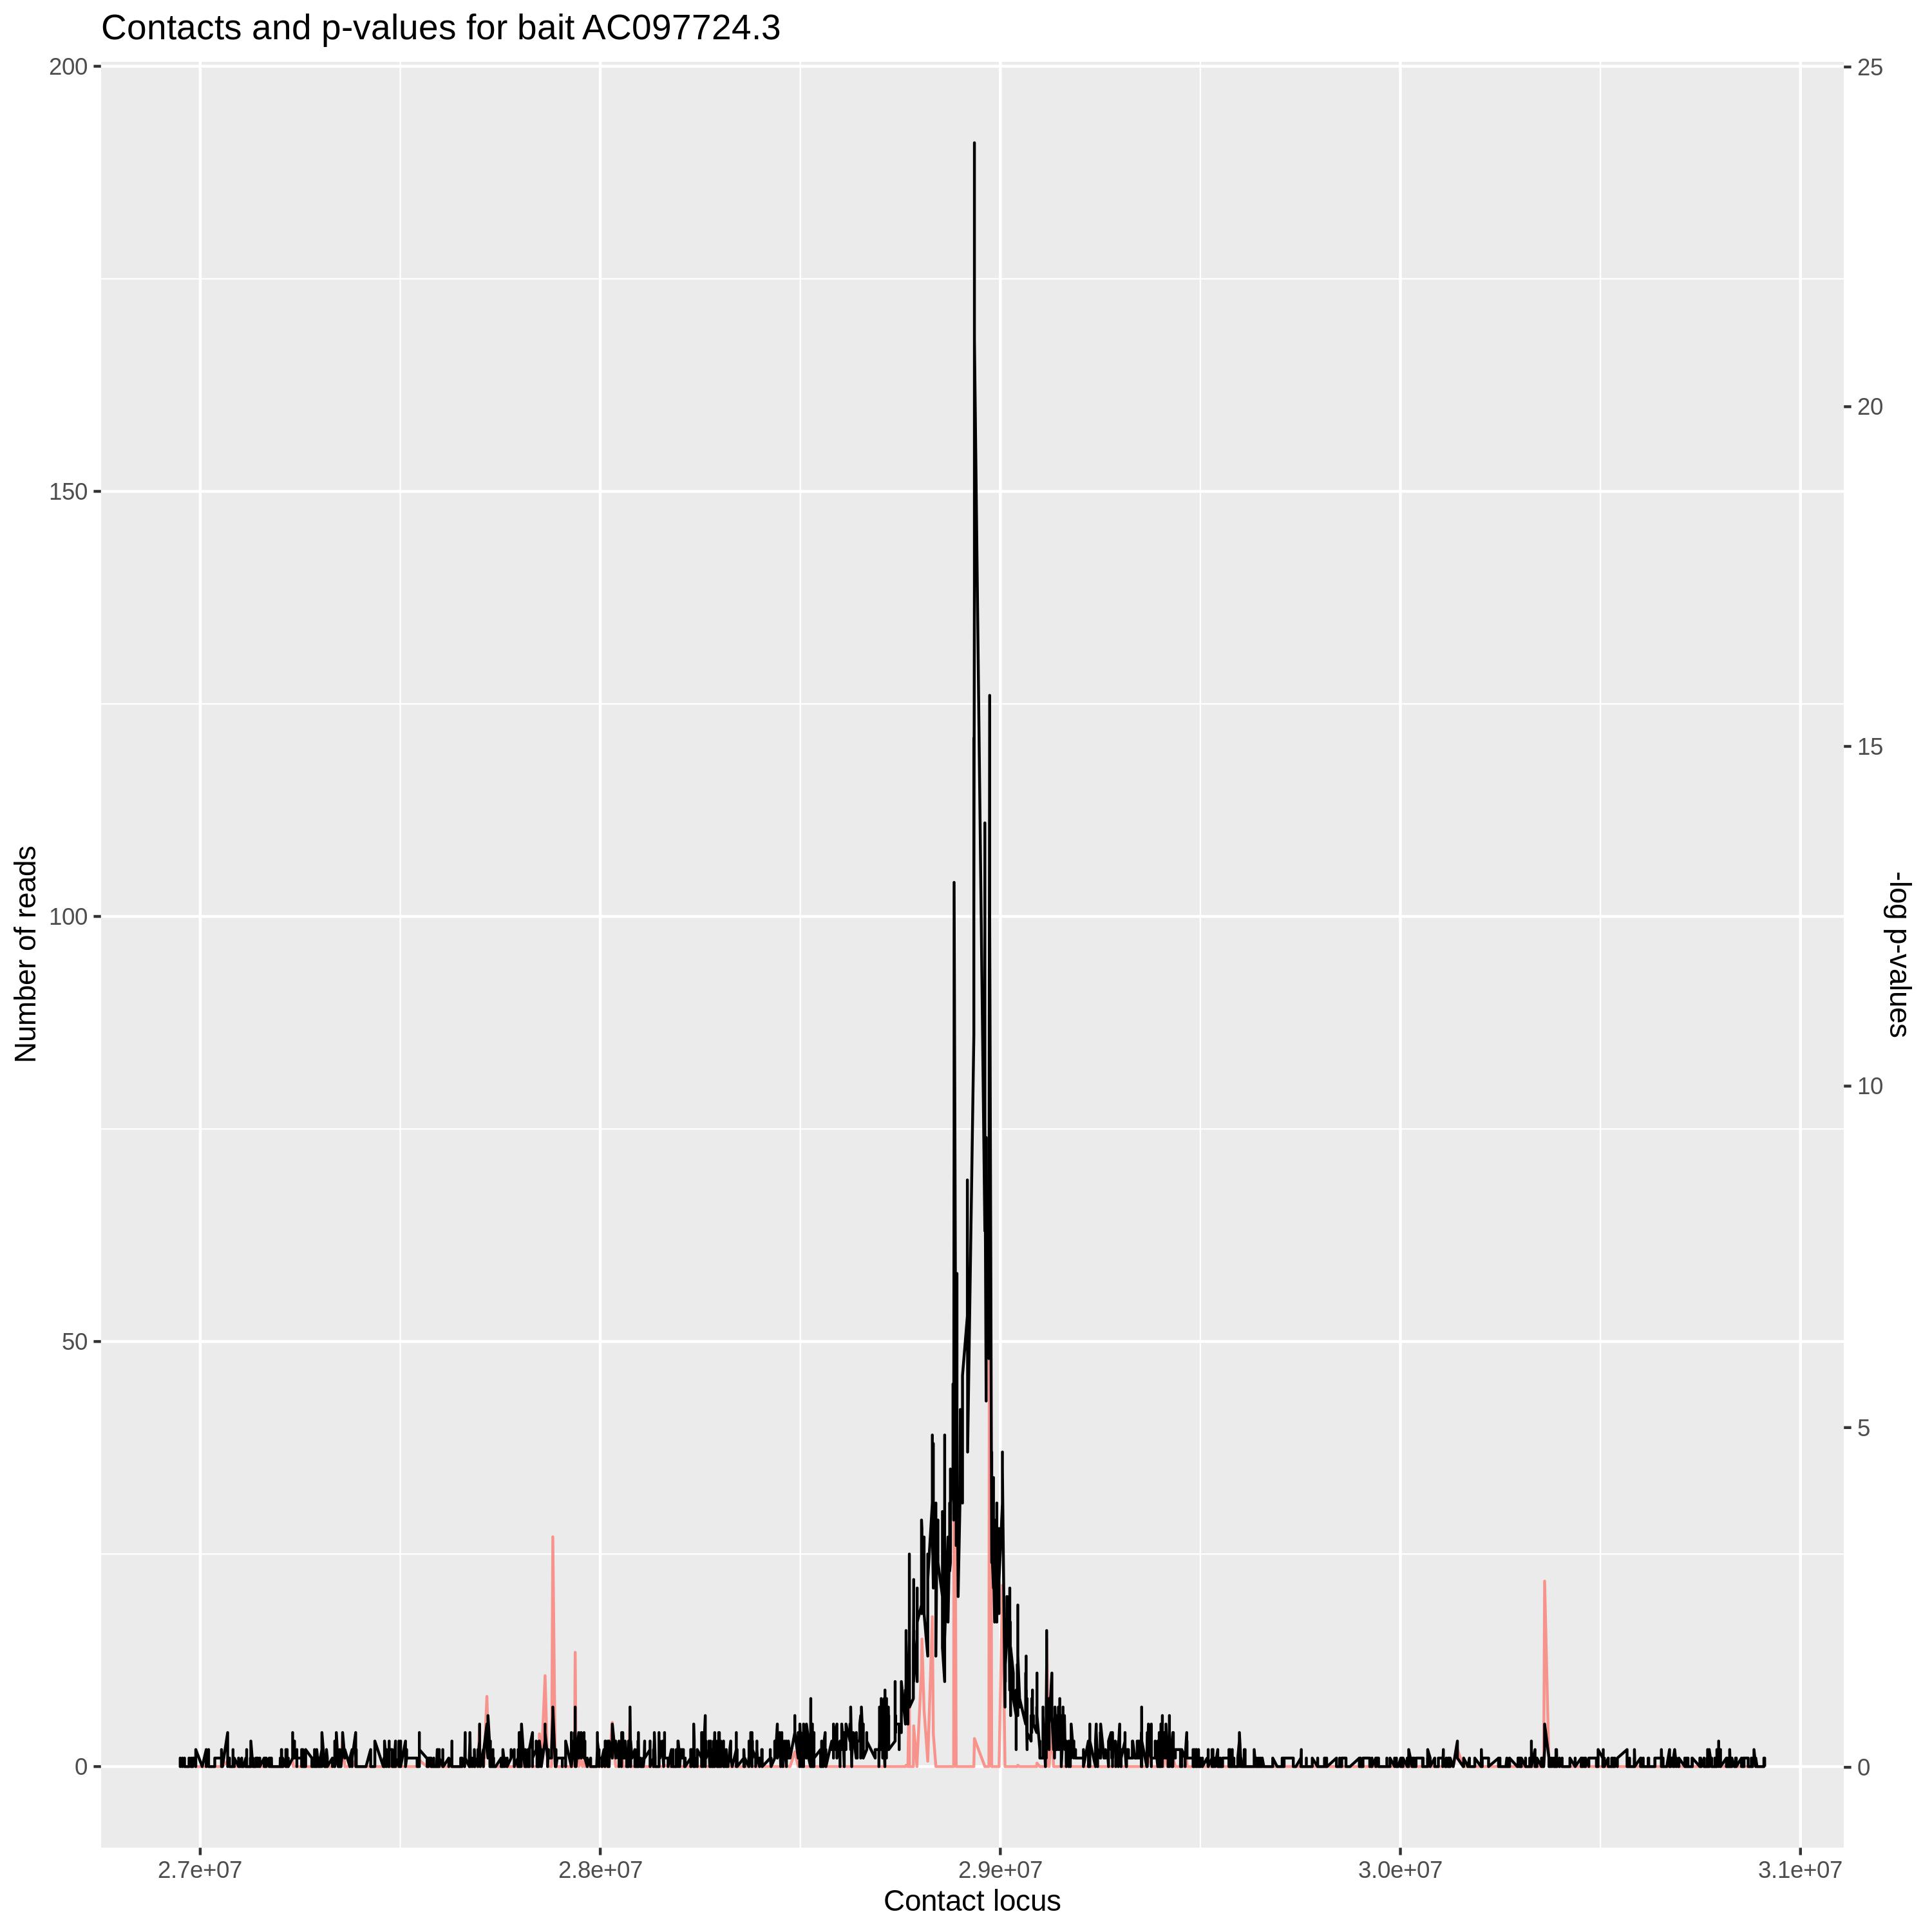 Contacts and p-values for bait AC097724.3
200
150
100
50
0
Number of reads
25
20
15
10
5
0
-log p-values
2.7e+07
2.8e+07
2.9e+07
3.0e+07
3.1e+07
Contact locus